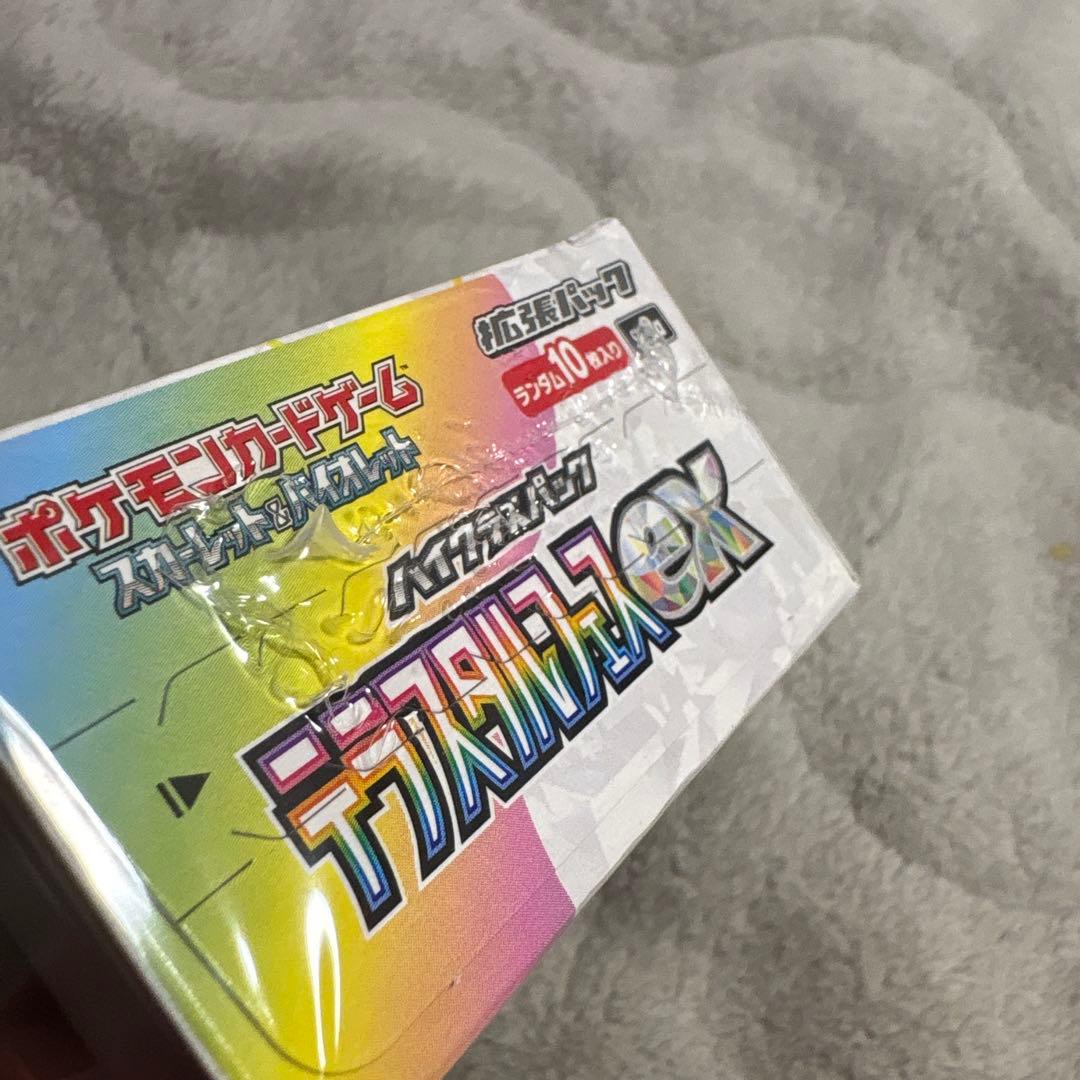 ポケモンカードゲーム
スカーレット&バイオレット
拡張パック
ランダム10枚入り
ハイクラスパック
テラスタルフェスex